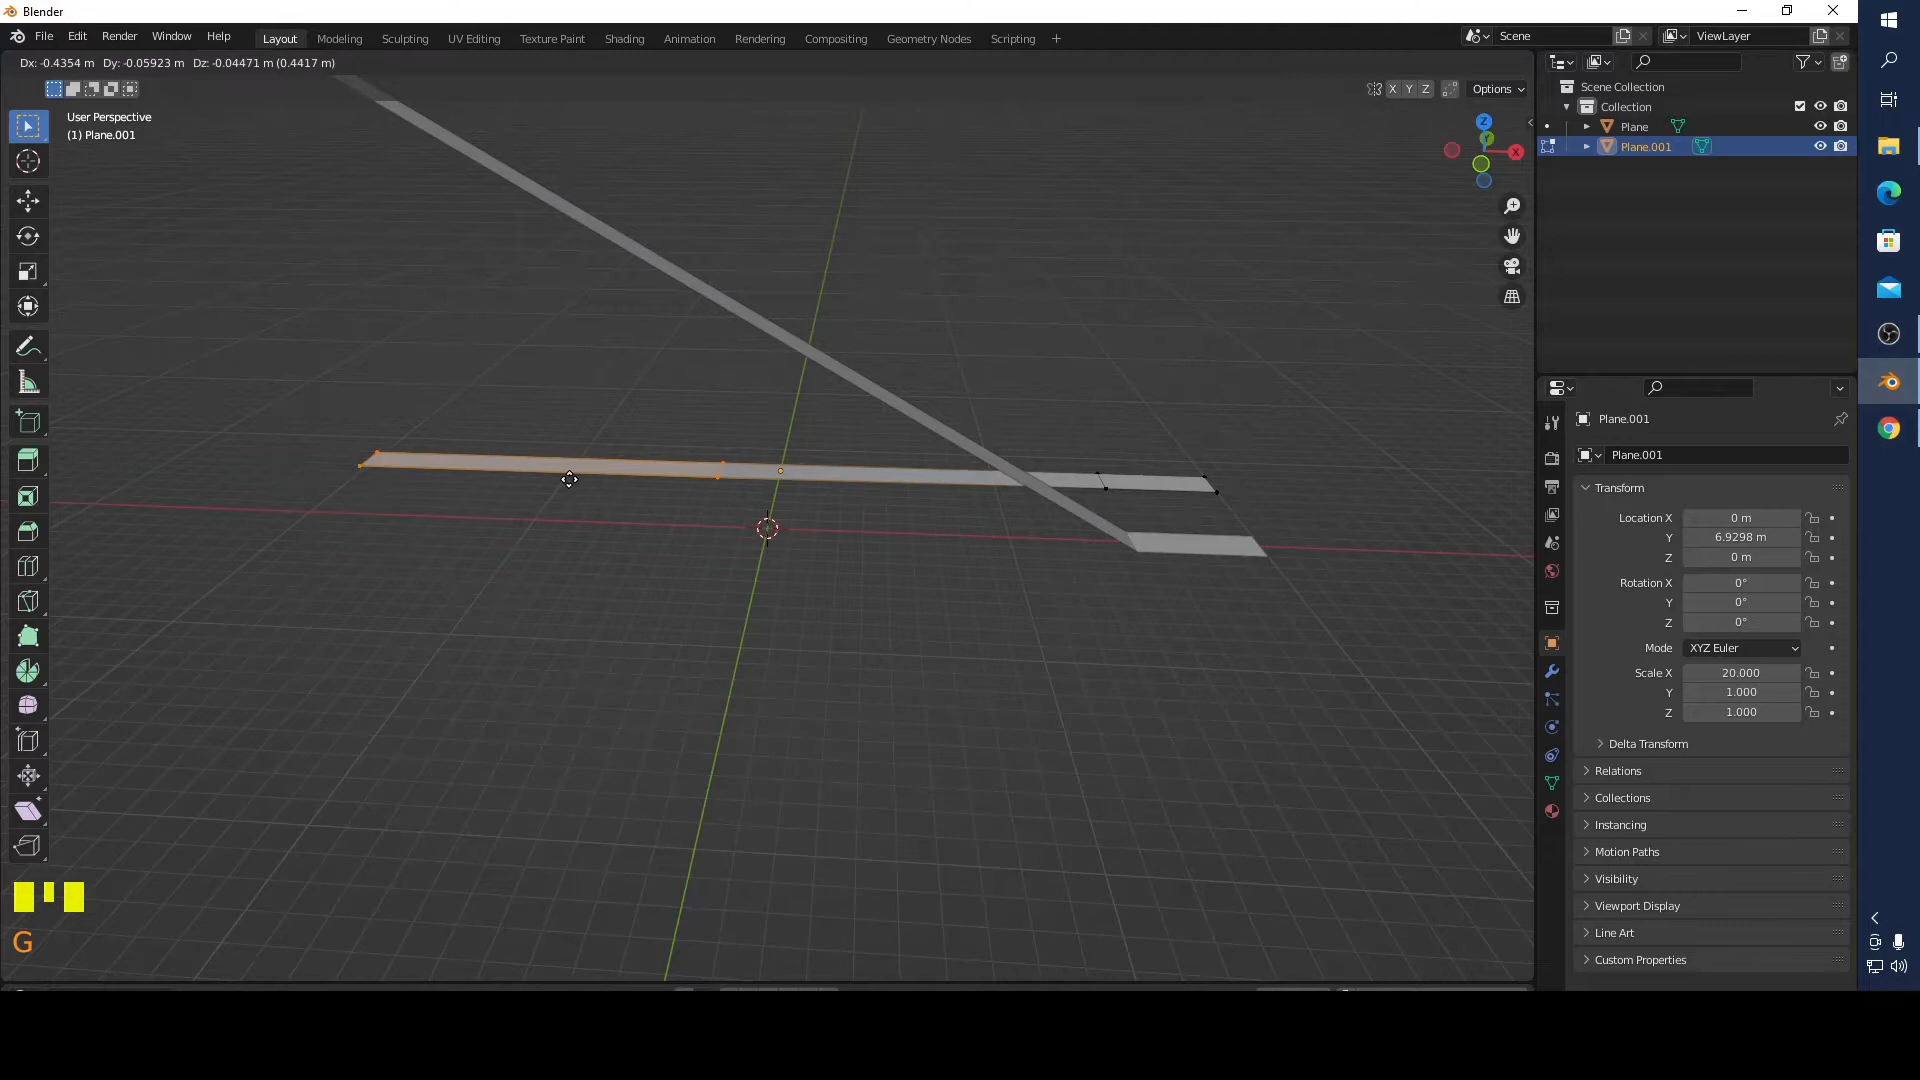 Blender
File Edit Render Window Help
Layout Modeling Sculpting UV Editing Texture Paint Shading Animation Rendering Compositing Geometry Nodes Scripting +
Scene
ViewLayer
Dx: -0.4354 m Dy: -0.05923 m Dz: -0.04471 m (0.4417 m)
X Y Z Options
User Perspective
(1) Plane.001
Z
Y
X
G
Scene Collection
Collection
Plane
Plane.001
Plane.001
Plane.001
Transform
Location X 0 m
Y 6.9298 m
Z 0 m
Rotation X 0°
Y 0°
Z 0°
Mode XYZ Euler
Scale X 20.000
Y 1.000
Z 1.000
Delta Transform
Relations
Collections
Instancing
Motion Paths
Visibility
Viewport Display
Line Art
Custom Properties